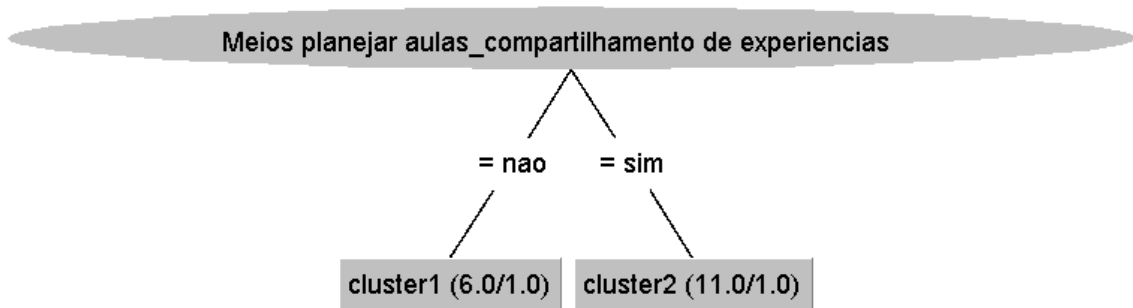 Meios planejar aulas_compartilhamento de experiencias
= nao = sim
cluster1 (6.0/1.0) cluster2 (11.0/1.0)